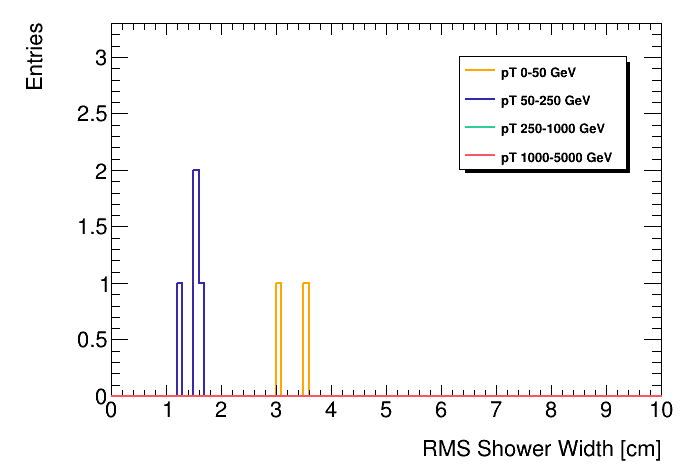 Entries
3
2.5
2
1.5
1
0.5
0
0 1 2 3 4 5 6 7 8 9 10
RMS Shower Width [cm]
pT 0-50 GeV
pT 50-250 GeV
pT 250-1000 GeV
pT 1000-5000 GeV